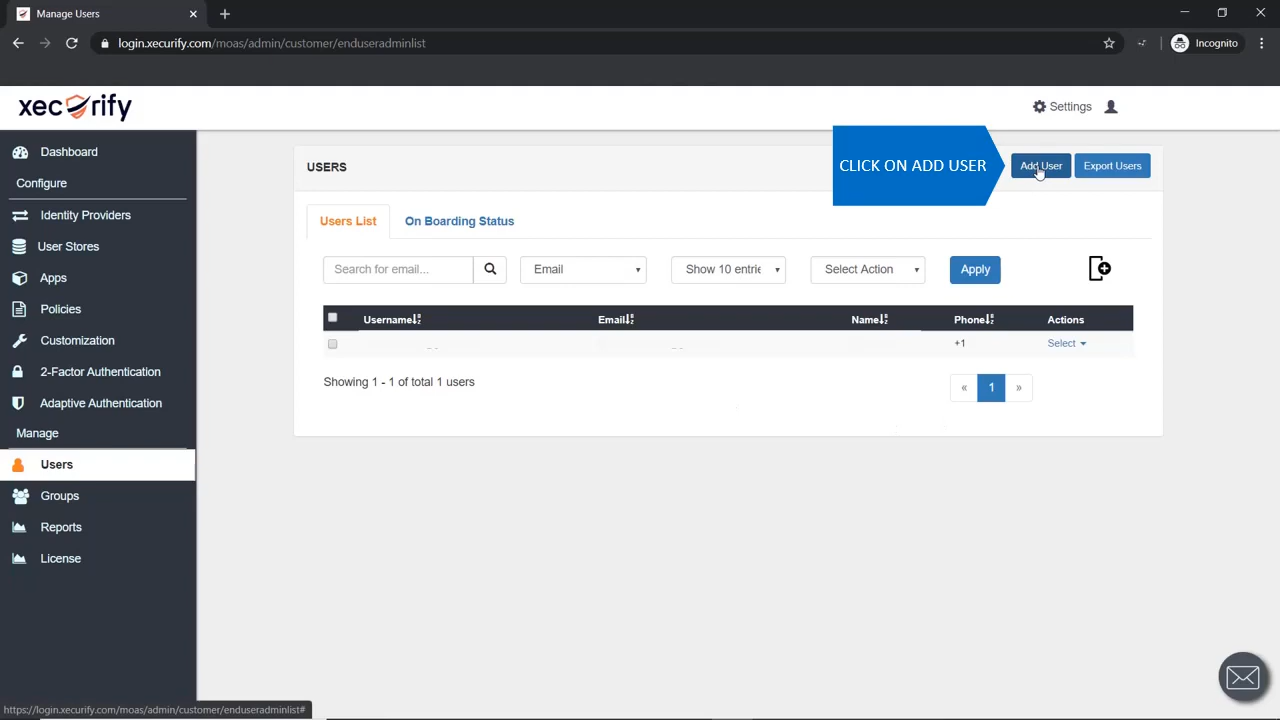 Manage Users
login.xecurify.com/moas/admin/customer/enduseradminlist
Incognito
xecurify
Settings
Dashboard
Configure
Identity Providers
User Stores
Apps
Policies
Customization
2-Factor Authentication
Adaptive Authentication
Manage
Users
Groups
Reports
License
USERS
CLICK ON ADD USER
Add User
Export Users
Users List
On Boarding Status
Search for email...
Email
Show 10 entrie
Select Action
Apply
Username Email Name Phone Actions
+1 Select
Showing 1 - 1 of total 1 users
« 1 »
https://login.xecurify.com/moas/admin/customer/enduseradminlist#